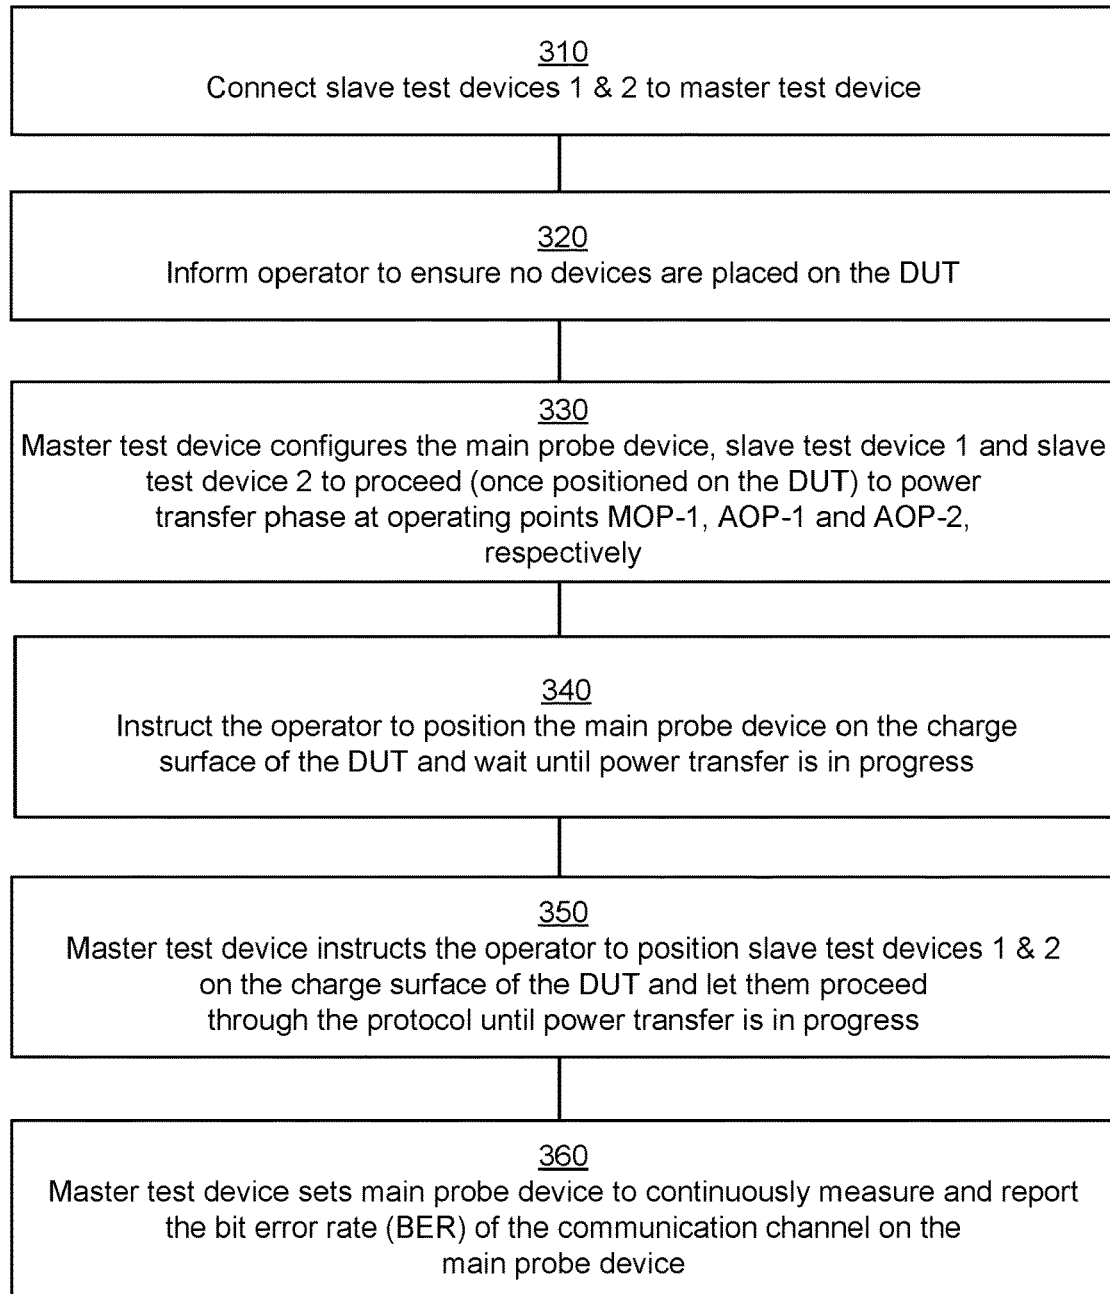 310
Connect slave test devices 1 & 2 to master test device
320
Inform operator to ensure no devices are placed on the DUT
330
Master test device configures the main probe device, slave test device 1 and slave
test device 2 to proceed (once positioned on the DUT) to power
transfer phase at operating points MOP-1, AOP-1 and AOP-2,
respectively
340
Instruct the operator to position the main probe device on the charge
surface of the DUT and wait until power transfer is in progress
350
Master test device instructs the operator to position slave test devices 1 & 2
on the charge surface of the DUT and let them proceed
through the protocol until power transfer is in progress
360
Master test device sets main probe device to continuously measure and report
the bit error rate (BER) of the communication channel on the
main probe device